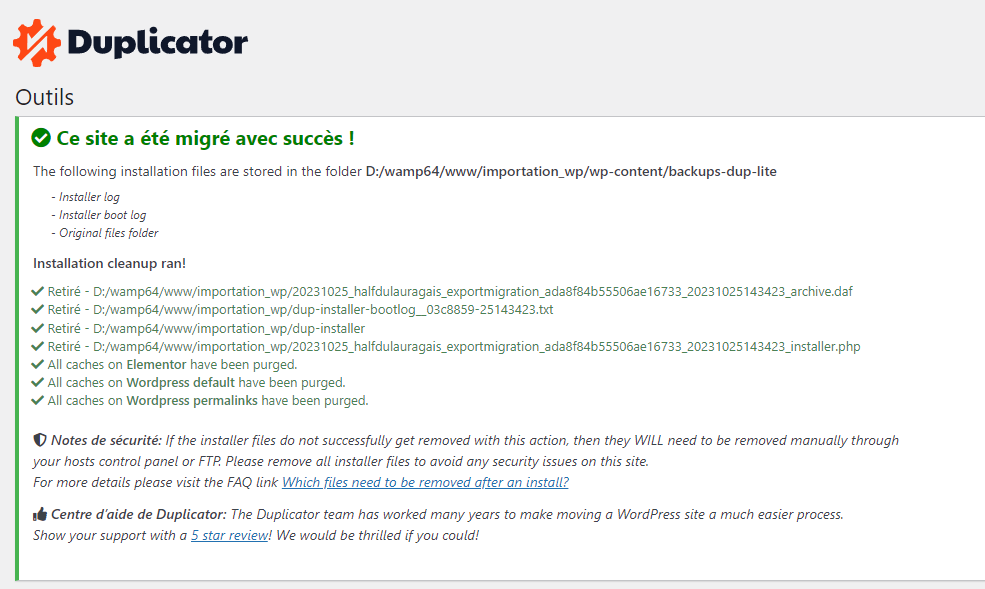 Duplicator
Outils
Ce site a été migré avec succès !
The following installation files are stored in the folder D:/wamp64/www/importation_wp/wp-content/backups-dup-lite
- Installer log
- Installer boot log
- Original files folder
Installation cleanup ran!
Retiré - D:/wamp64/www/importation_wp/20231025_halfdulauragais_exportmigration_ada8f84b55506ae16733_20231025143423_archive.daf
Retiré - D:/wamp64/www/importation_wp/dup-installer-bootlog__03c8859-25143423.txt
Retiré - D:/wamp64/www/importation_wp/dup-installer
Retiré - D:/wamp64/www/importation_wp/20231025_halfdulauragais_exportmigration_ada8f84b55506ae16733_20231025143423_installer.php
All caches on Elementor have been purged.
All caches on Wordpress default have been purged.
All caches on Wordpress permalinks have been purged.
Notes de sécurité: If the installer files do not successfully get removed with this action, then they WILL need to be removed manually through
your hosts control panel or FTP. Please remove all installer files to avoid any security issues on this site.
For more details please visit the FAQ link Which files need to be removed after an install?
Centre d'aide de Duplicator: The Duplicator team has worked many years to make moving a WordPress site a much easier process.
Show your support with a 5 star review! We would be thrilled if you could!